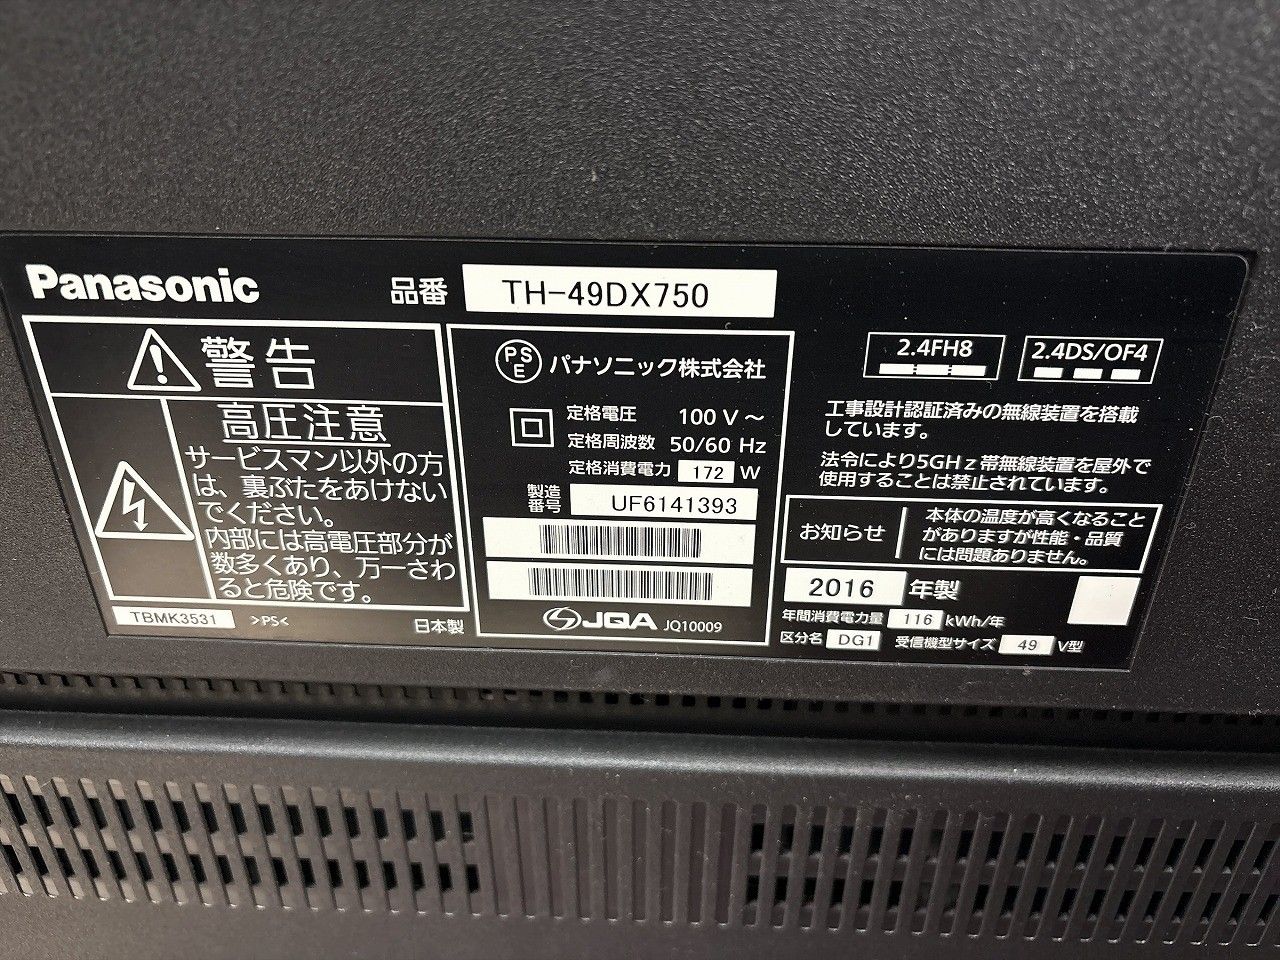 Panasonic
品番 TH-49DX750
警告
高圧注意
サービスマン以外の方
は、裏ぶたをあけない
でください。
内部には高電圧部分が
数多くあり、万一さわ
ると危険です。
TBMK3531 >PS<
日本製
PSE パナソニック株式会社
定格電圧 100 V ～
定格周波数 50/60 Hz
定格消費電力 172 W
製造
番号 UF6141393
JQA JQ10009
2.4FH8
2.4DS/OF4
工事設計認証済みの無線装置を搭載
しています。
法令により5GHz帯無線装置を屋外で
使用することは禁止されています。
お知らせ
本体の温度が高くなること
がありますが性能・品質
には問題ありません。
2016 年製
年間消費電力量 116 kWh/年
区分名 DG1 受信機型サイズ 49 V型